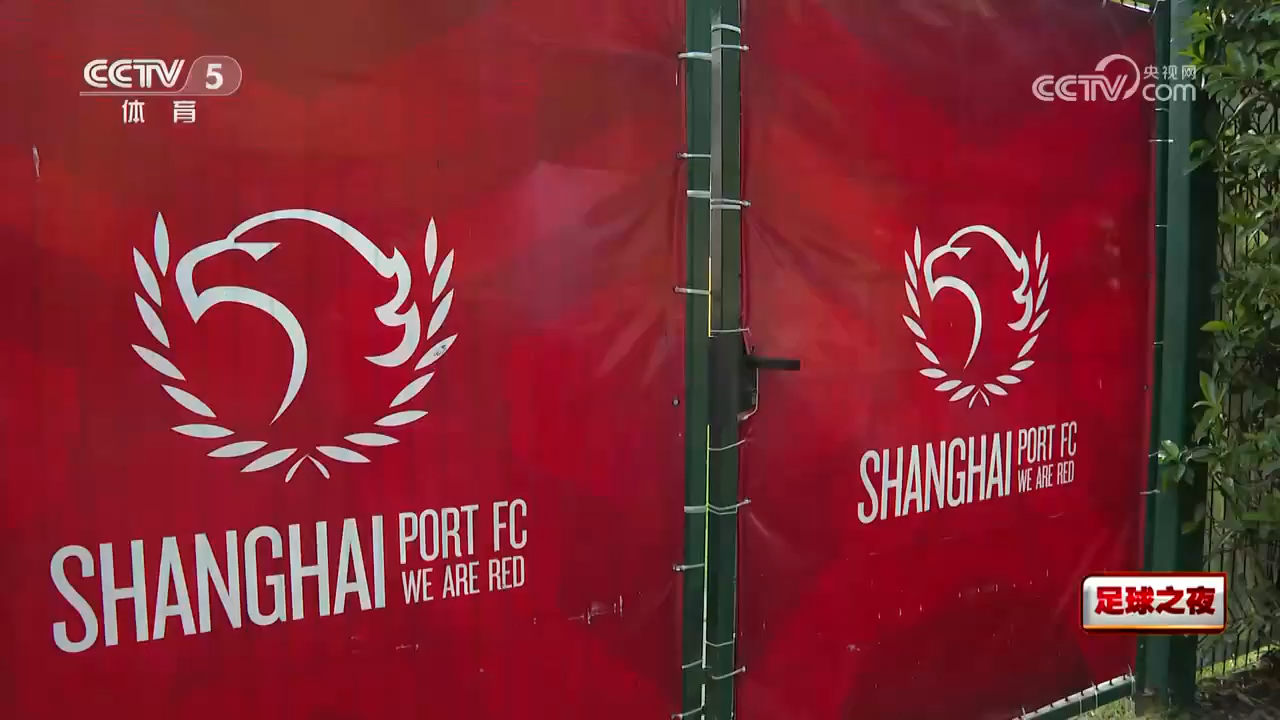 CCTV 5
体育
央视网
CCTV com
SHANGHAI PORT FC
WE ARE RED
SHANGHAI PORT FC
WE ARE RED
足球之夜